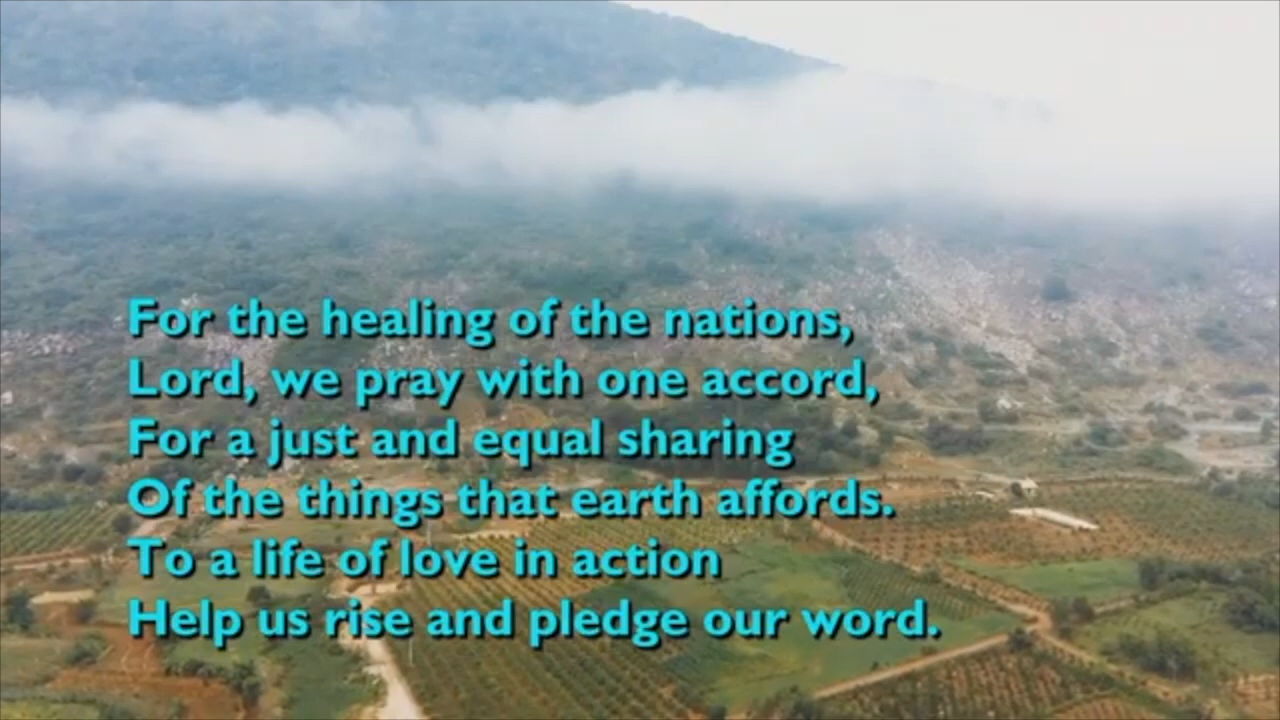 For the healing of the nations,
Lord, we pray with one accord,
For a just and equal sharing
Of the things that earth affords.
To a life of love in action
Help us rise and pledge our word.